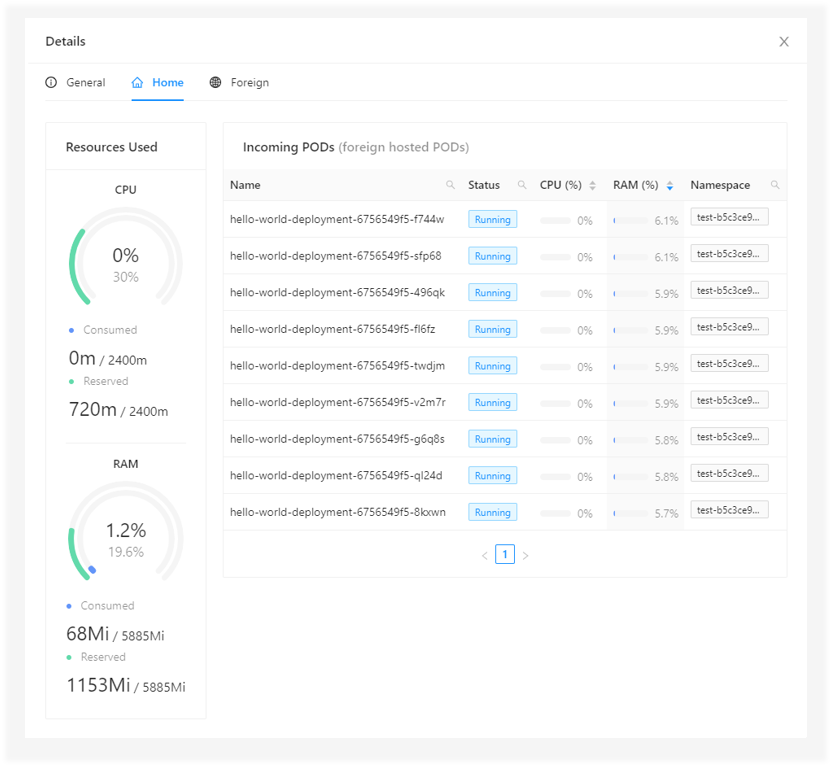 Details
General Home Foreign
Resources Used
CPU
0%
30%
Consumed
0m / 2400m
Reserved
720m / 2400m
RAM
1.2%
19.6%
Consumed
68Mi / 5885Mi
Reserved
1153Mi / 5885Mi
Incoming PODs (foreign hosted PODs)
Name Status CPU (%) RAM (%) Namespace
hello-world-deployment-6756549f5-f744w Running 0% 6.1% test-b5c3ce9...
hello-world-deployment-6756549f5-sfp68 Running 0% 6.1% test-b5c3ce9...
hello-world-deployment-6756549f5-496qk Running 0% 5.9% test-b5c3ce9...
hello-world-deployment-6756549f5-fl6fz Running 0% 5.9% test-b5c3ce9...
hello-world-deployment-6756549f5-twdjm Running 0% 5.9% test-b5c3ce9...
hello-world-deployment-6756549f5-v2m7r Running 0% 5.9% test-b5c3ce9...
hello-world-deployment-6756549f5-g6q8s Running 0% 5.8% test-b5c3ce9...
hello-world-deployment-6756549f5-ql24d Running 0% 5.8% test-b5c3ce9...
hello-world-deployment-6756549f5-8kxwn Running 0% 5.7% test-b5c3ce9...
1